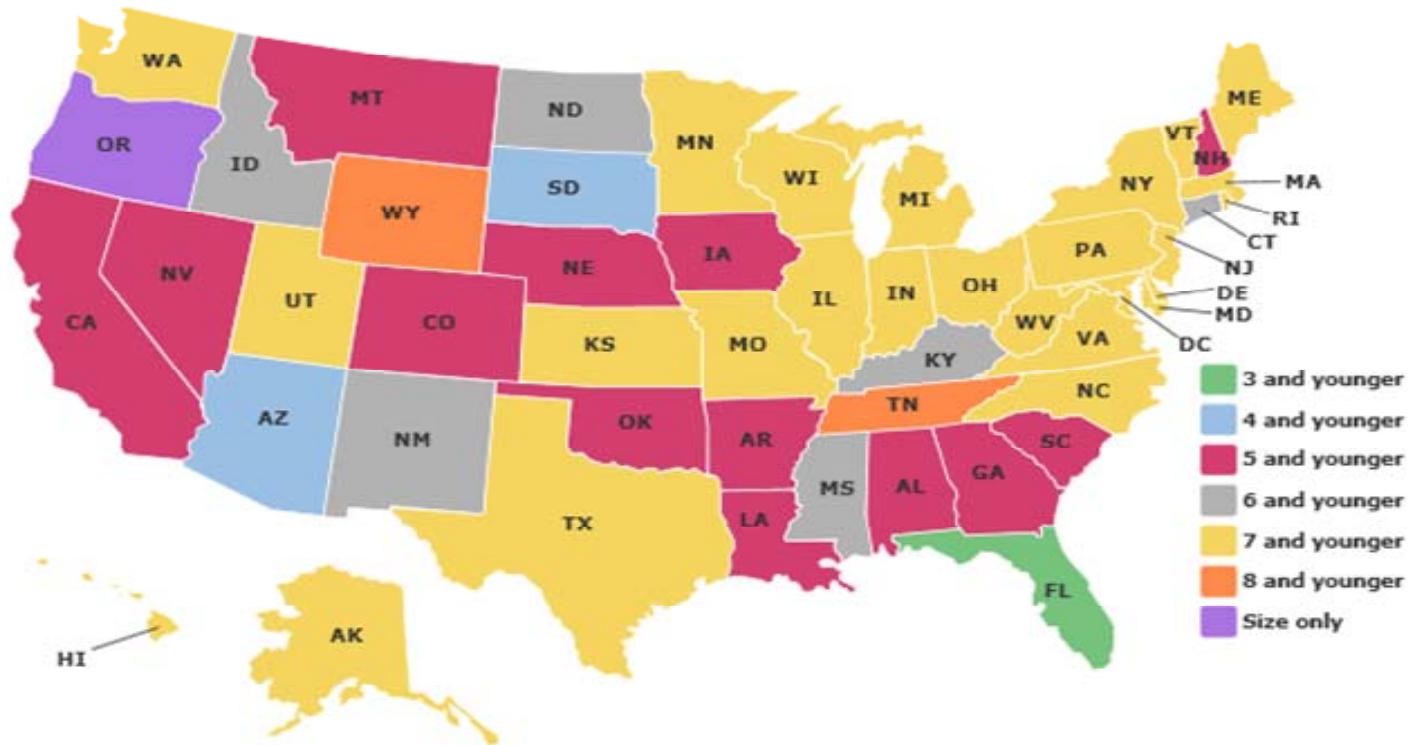 WA
MT
ND
MN
ME
VT
NH
OR
ID
SD
WI
MI
NY
MA
RI
CT
WY
IA
NE
PA
NJ
NV
UT
CO
IL
IN
OH
DE
MD
DC
CA
KS
MO
WV
VA
KY
3 and younger
AZ
NM
OK
AR
TN
NC
4 and younger
SC
5 and younger
MS
AL
GA
6 and younger
TX
LA
7 and younger
FL
8 and younger
HI
AK
Size only